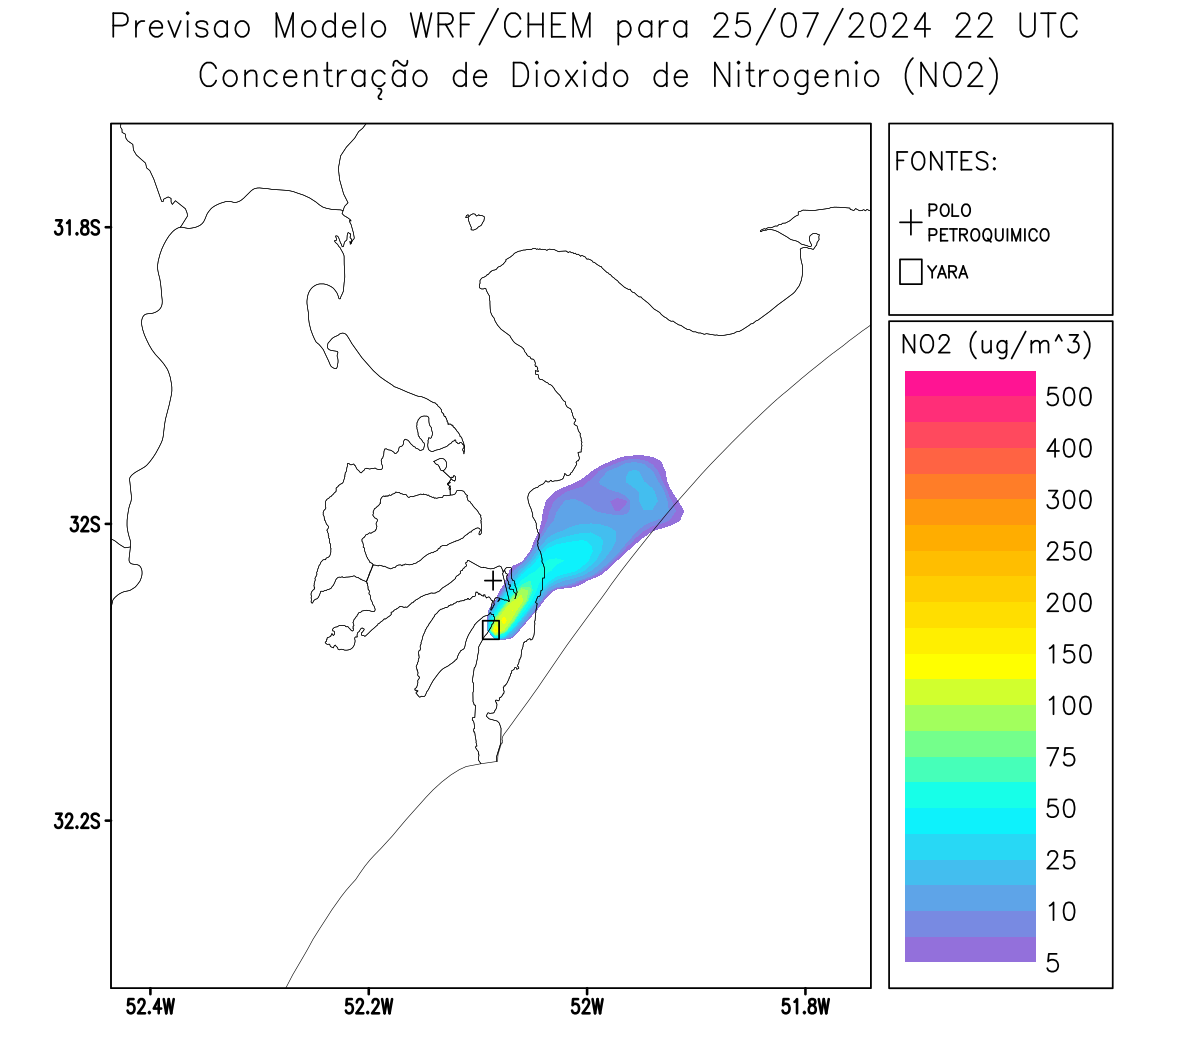 Previsao Modelo WRF/CHEM para 25/07/2024 22 UTC
Concentração de Dioxido de Nitrogenio (NO2)
FONTES:
POLO
PETROQUIMICO
YARA
NO2 (ug/m^3)
500
400
300
250
200
150
100
75
50
25
10
5
31.8S
32S
32.2S
52.4W
52.2W
52W
51.8W